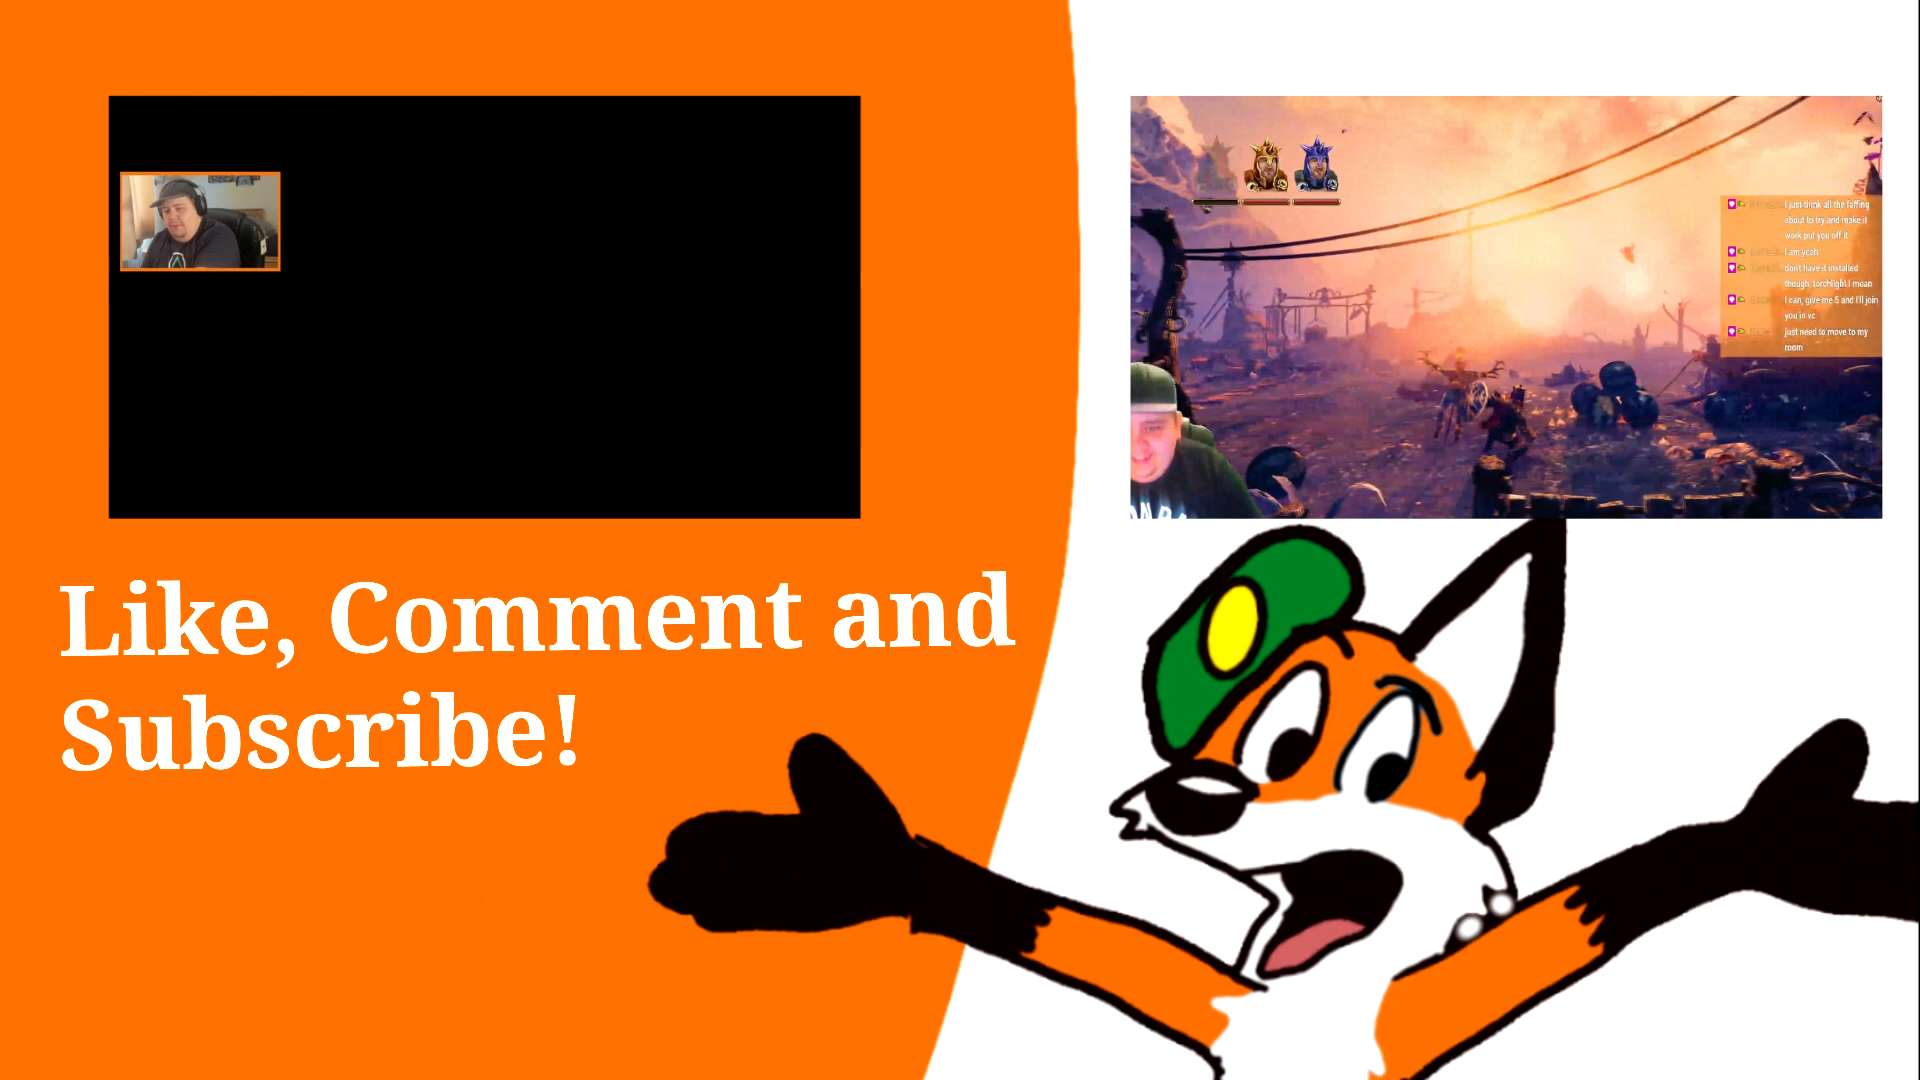 I just think all the faffing
about to try and make it
work put you off it
I am yeah
don't have it installed
though, torchlight I mean
I can, give me 5 and I'll join
you in vc
just need to move to my
room
Like, Comment and
Subscribe!